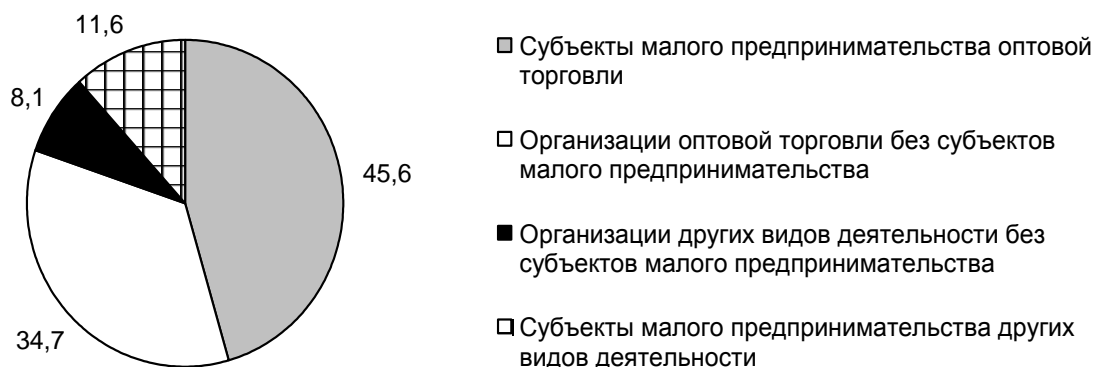 11,6
8,1
45,6
34,7
Субъекты малого предпринимательства оптовой
торговли
Организации оптовой торговли без субъектов
малого предпринимательства
Организации других видов деятельности без
субъектов малого предпринимательства
Субъекты малого предпринимательства других
видов деятельности